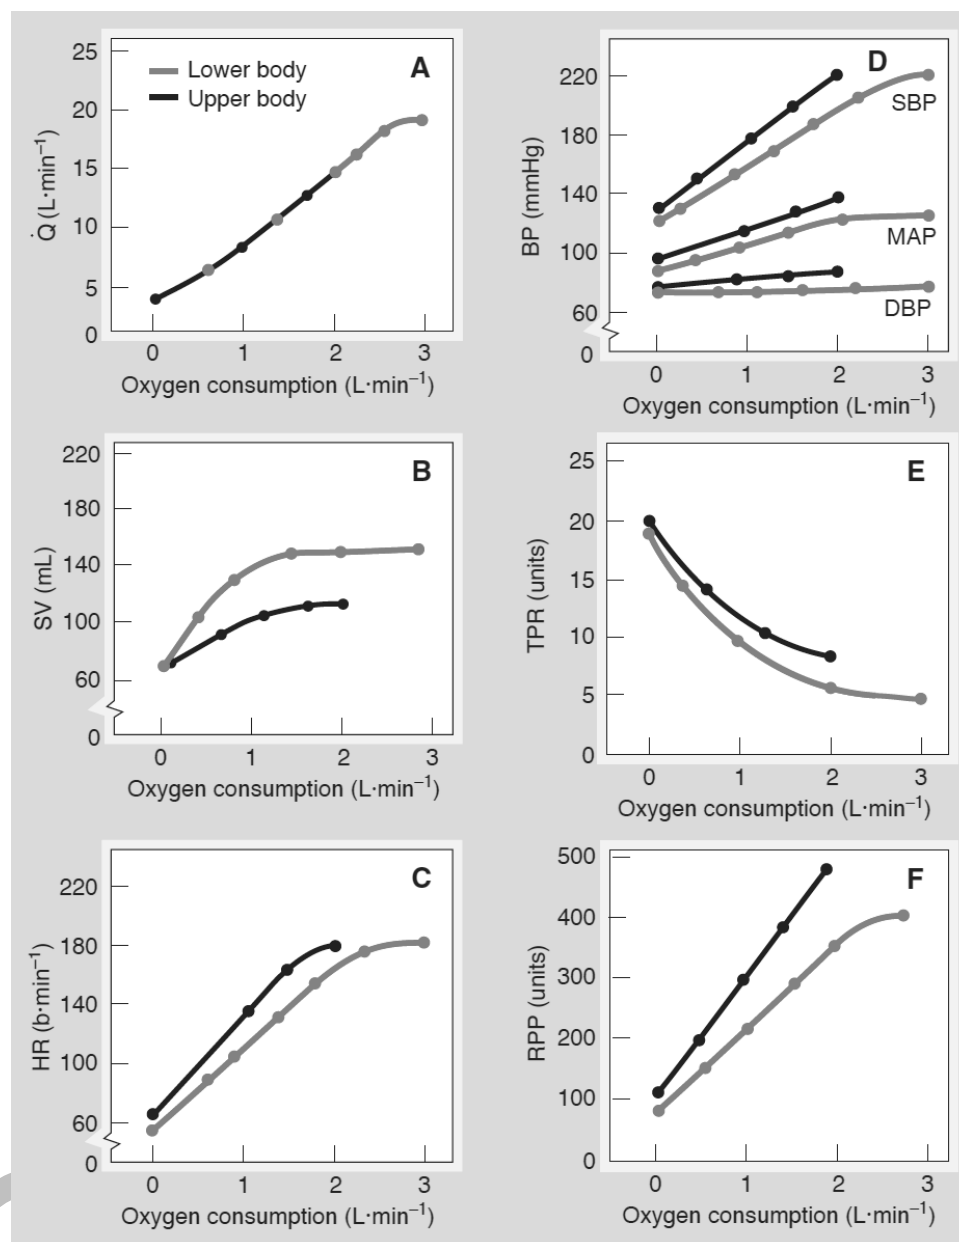 A
Lower body
Upper body
25
20
15
10
5
0
Q̇ (L·min⁻¹)
0 1 2 3
Oxygen consumption (L·min⁻¹)
D
220
180
140
100
60
0
BP (mmHg)
SBP
MAP
DBP
0 1 2 3
Oxygen consumption (L·min⁻¹)
B
220
180
140
100
60
0
SV (mL)
0 1 2 3
Oxygen consumption (L·min⁻¹)
E
25
20
15
10
5
0
TPR (units)
0 1 2 3
Oxygen consumption (L·min⁻¹)
C
220
180
140
100
60
0
HR (b·min⁻¹)
0 1 2 3
Oxygen consumption (L·min⁻¹)
F
500
400
300
200
100
0
RPP (units)
0 1 2 3
Oxygen consumption (L·min⁻¹)